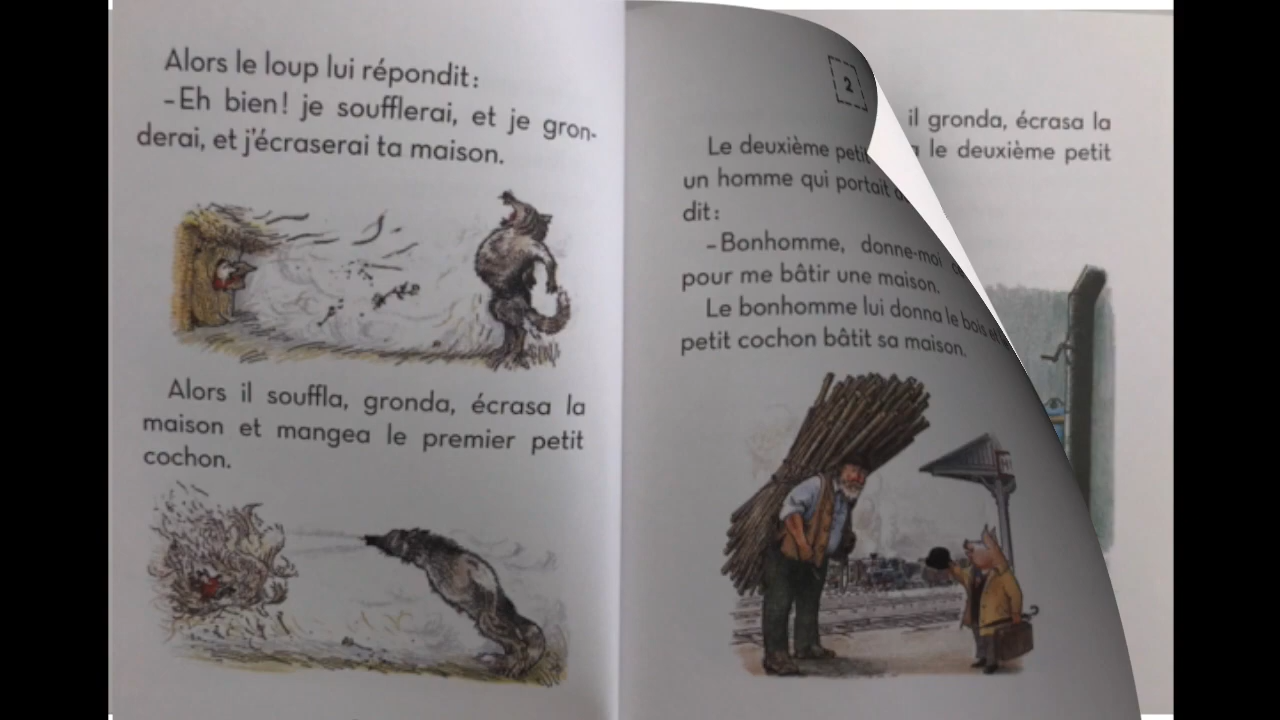 Alors le loup lui répondit :
– Eh bien ! je soufflerai, et je gron-
derai, et j'écraserai ta maison.
Alors il souffla, gronda, écrasa la
maison et mangea le premier petit
cochon.
2
Le deuxième petit
un homme qui portait
dit :
– Bonhomme, donne-moi
pour me bâtir une maison.
Le bonhomme lui donna le bois et
petit cochon bâtit sa maison.
il gronda, écrasa la
le deuxième petit